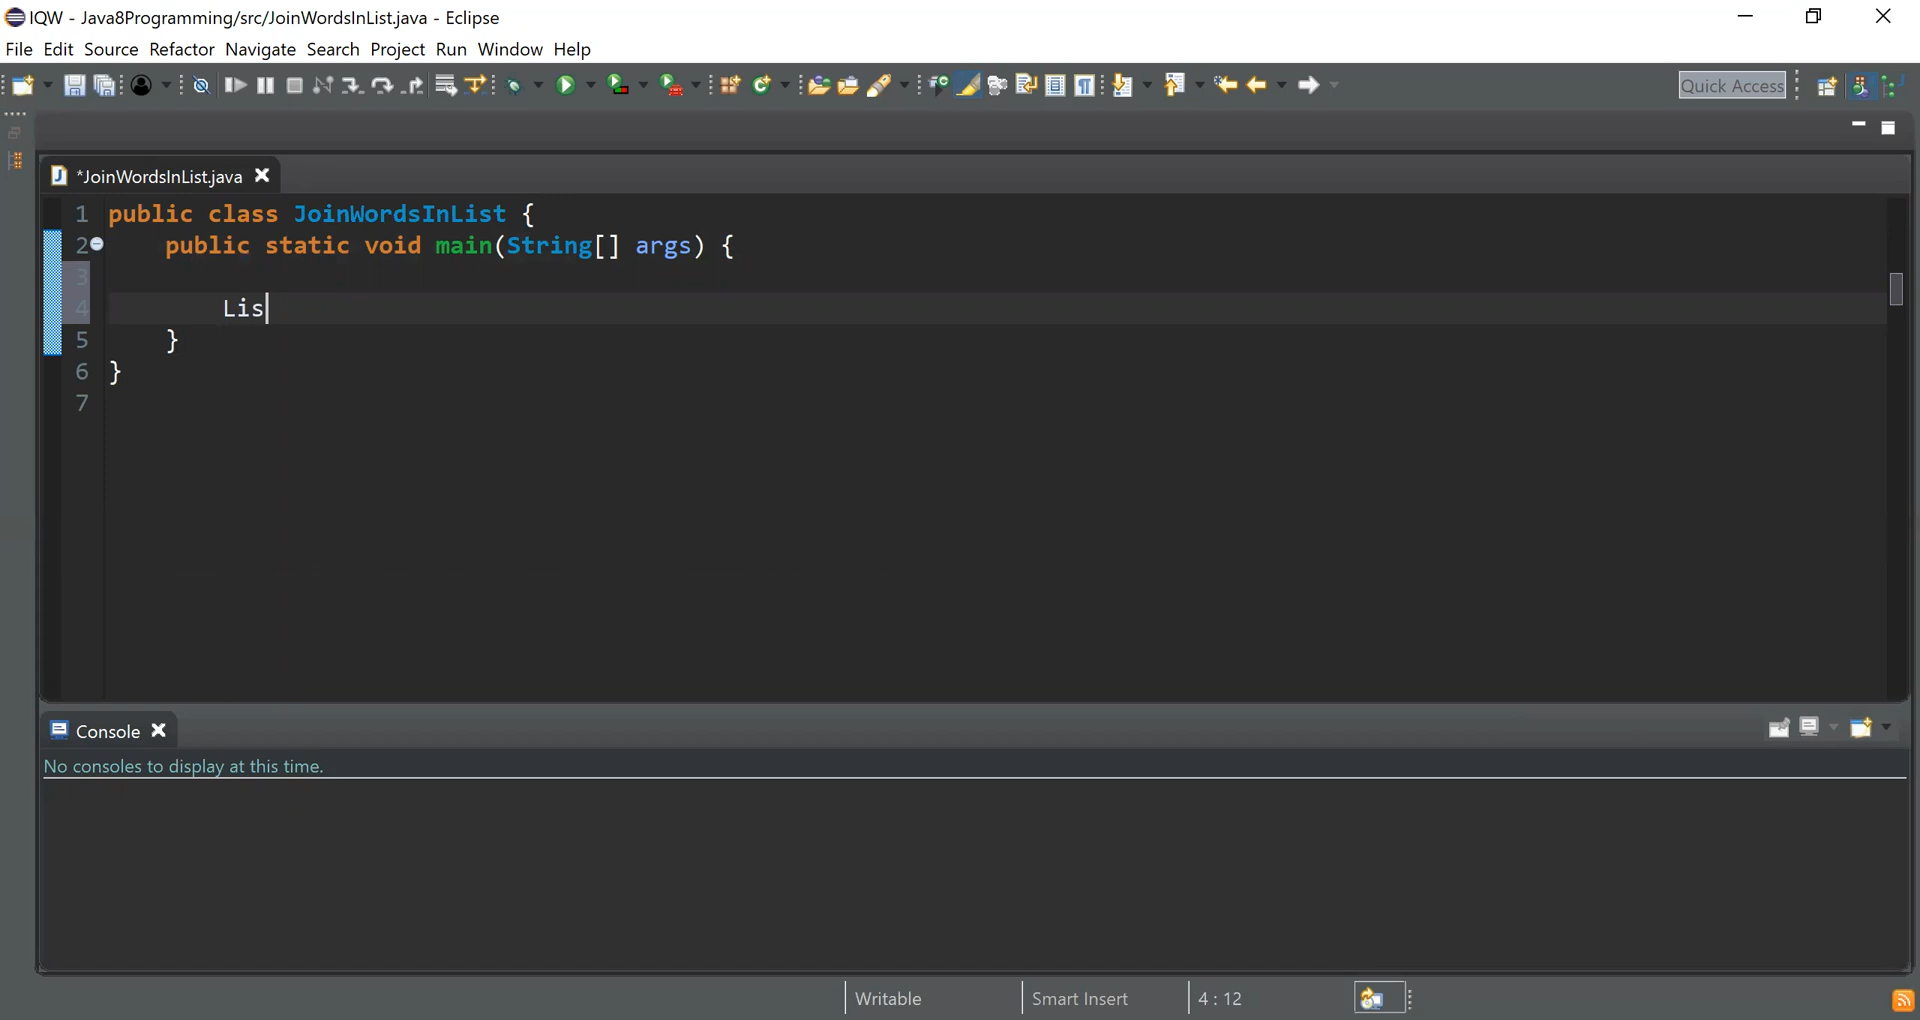 IQW - Java8Programming/src/JoinWordsInList.java - Eclipse
File Edit Source Refactor Navigate Search Project Run Window Help
Quick Access
*JoinWordsInList.java
1 public class JoinWordsInList {
2 public static void main(String[] args) {
3
4 Lis
5 }
6 }
7
Console
No consoles to display at this time.
Writable Smart Insert 4 : 12